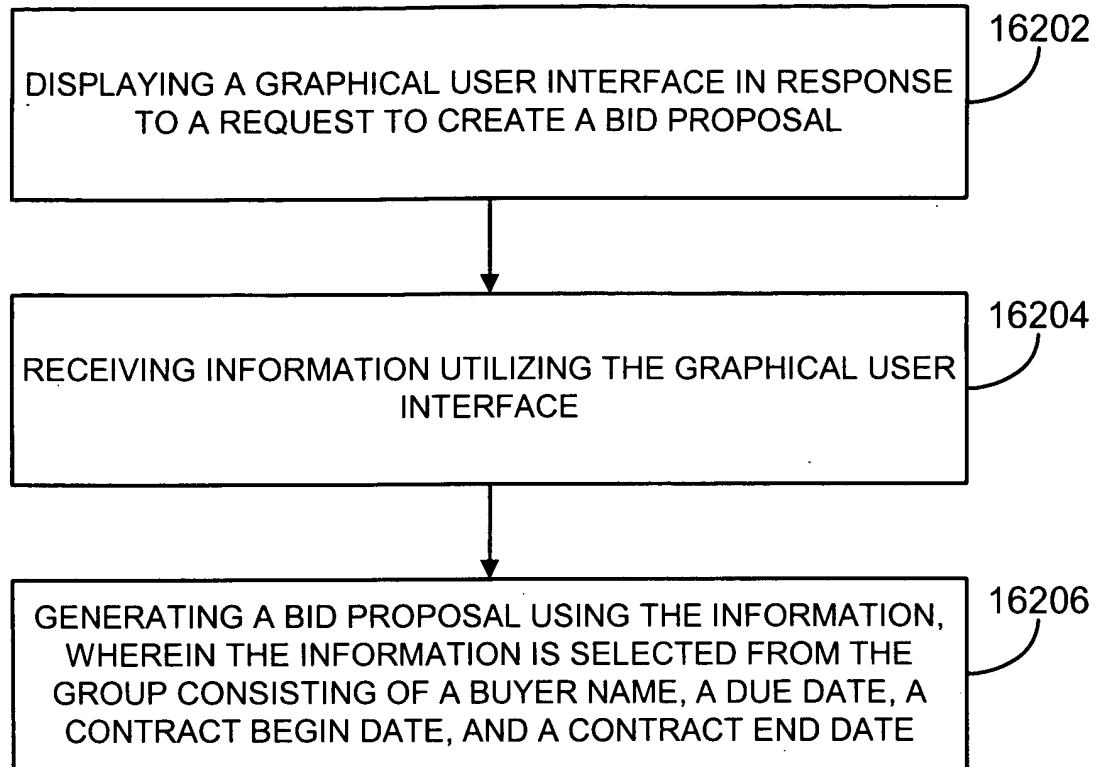 16202
DISPLAYING A GRAPHICAL USER INTERFACE IN RESPONSE
TO A REQUEST TO CREATE A BID PROPOSAL
16204
RECEIVING INFORMATION UTILIZING THE GRAPHICAL USER
INTERFACE
16206
GENERATING A BID PROPOSAL USING THE INFORMATION,
WHEREIN THE INFORMATION IS SELECTED FROM THE
GROUP CONSISTING OF A BUYER NAME, A DUE DATE, A
CONTRACT BEGIN DATE, AND A CONTRACT END DATE